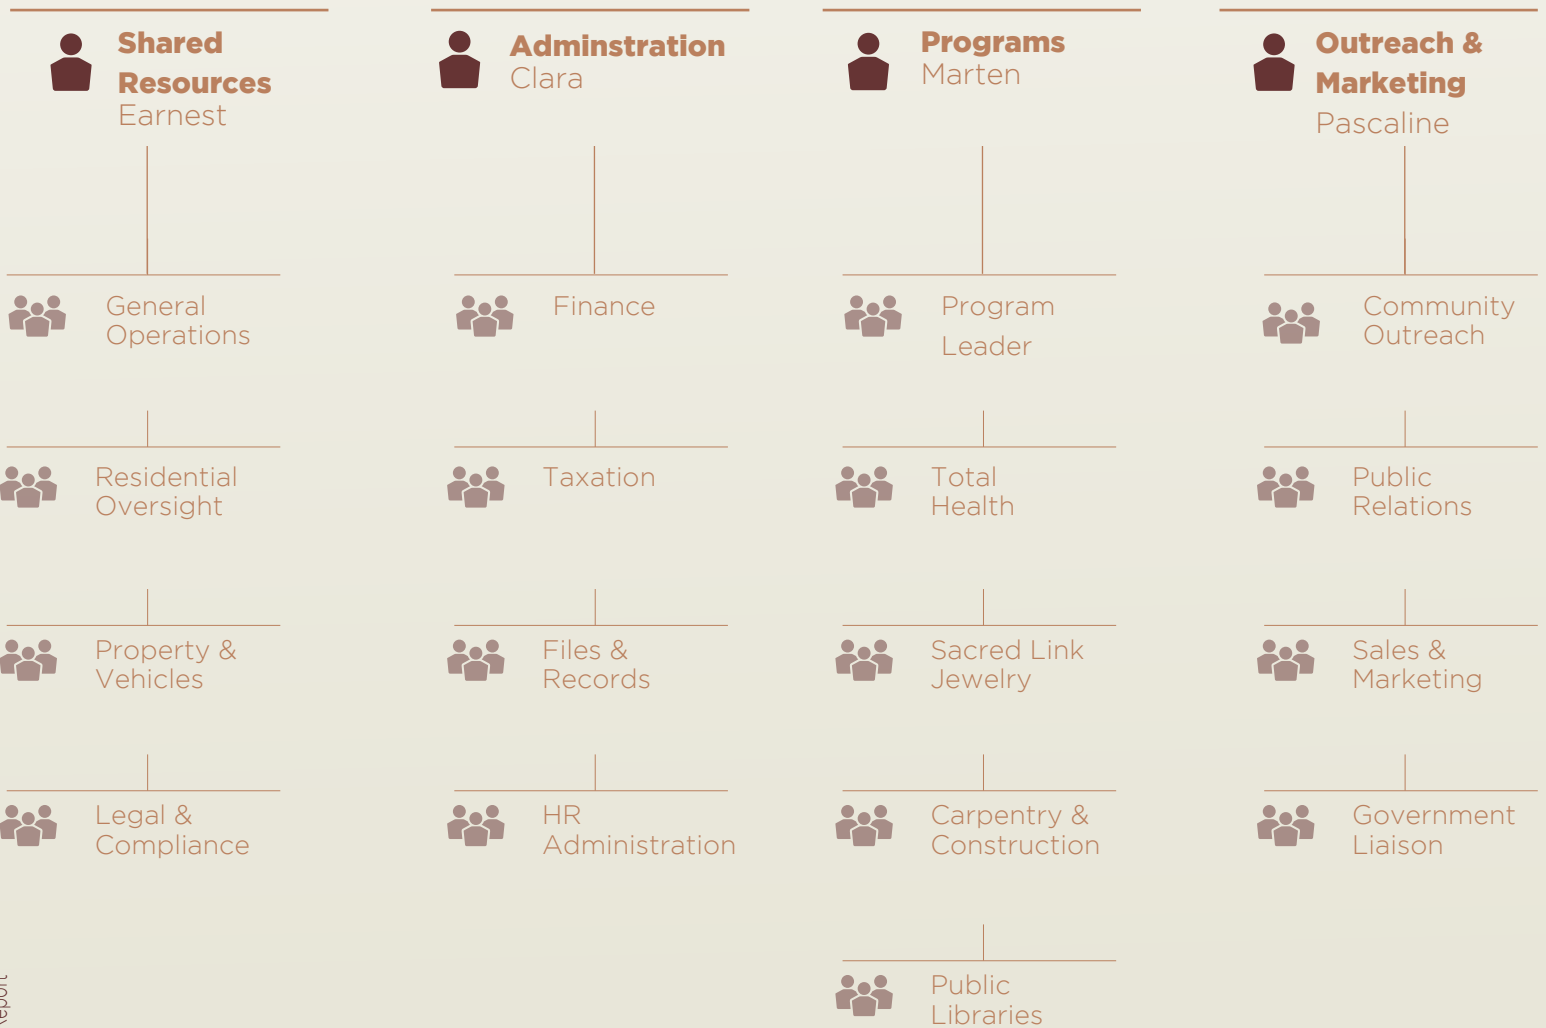 Shared
Resources
Earnest
Adminstration
Clara
Programs
Marten
Outreach &
Marketing
Pascaline
General
Operations
Finance
Program
Leader
Community
Outreach
Residential
Oversight
Taxation
Total
Health
Public
Relations
Property &
Vehicles
Files &
Records
Sacred Link
Jewelry
Sales &
Marketing
Legal &
Compliance
HR
Administration
Carpentry &
Construction
Government
Liaison
Public
Libraries